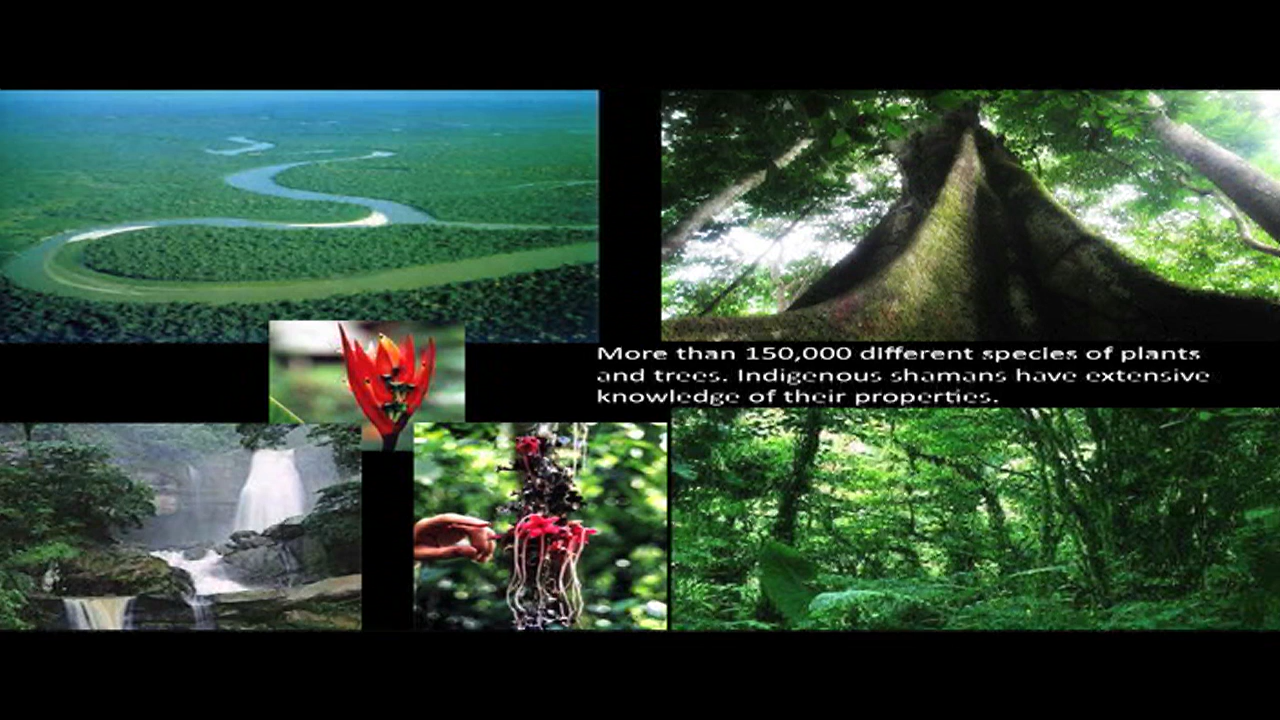 More than 150,000 different species of plants
and trees. Indigenous shamans have extensive
knowledge of their properties.